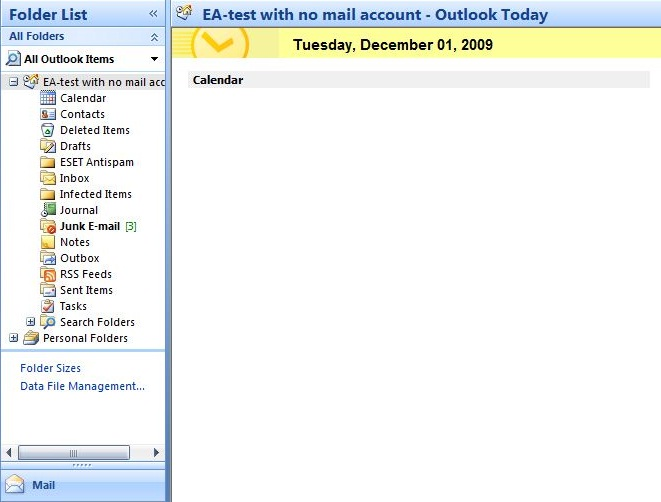 Folder List «
All Folders
All Outlook Items
EA-test with no mail acc
Calendar
Contacts
Deleted Items
Drafts
ESET Antispam
Inbox
Infected Items
Journal
Junk E-mail [3]
Notes
Outbox
RSS Feeds
Sent Items
Tasks
Search Folders
Personal Folders
Folder Sizes
Data File Management...
Mail
EA-test with no mail account - Outlook Today
Tuesday, December 01, 2009
Calendar